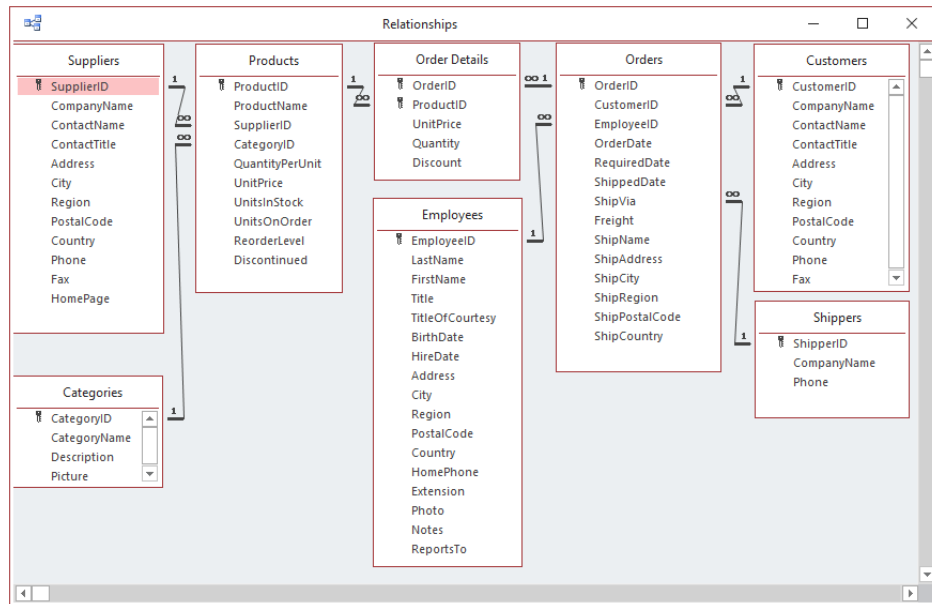 Relationships
Suppliers
SupplierID
CompanyName
ContactName
ContactTitle
Address
City
Region
PostalCode
Country
Phone
Fax
HomePage
Products
ProductID
ProductName
SupplierID
CategoryID
QuantityPerUnit
UnitPrice
UnitsInStock
UnitsOnOrder
ReorderLevel
Discontinued
Order Details
OrderID
ProductID
UnitPrice
Quantity
Discount
Orders
OrderID
CustomerID
EmployeeID
OrderDate
RequiredDate
ShippedDate
ShipVia
Freight
ShipName
ShipAddress
ShipCity
ShipRegion
ShipPostalCode
ShipCountry
Customers
CustomerID
CompanyName
ContactName
ContactTitle
Address
City
Region
PostalCode
Country
Phone
Fax
Employees
EmployeeID
LastName
FirstName
Title
TitleOfCourtesy
BirthDate
HireDate
Address
City
Region
PostalCode
Country
HomePhone
Extension
Photo
Notes
ReportsTo
Shippers
ShipperID
CompanyName
Phone
Categories
CategoryID
CategoryName
Description
Picture
1
∞
∞
1
1
∞
∞ 1
∞
1
1
∞
∞
1